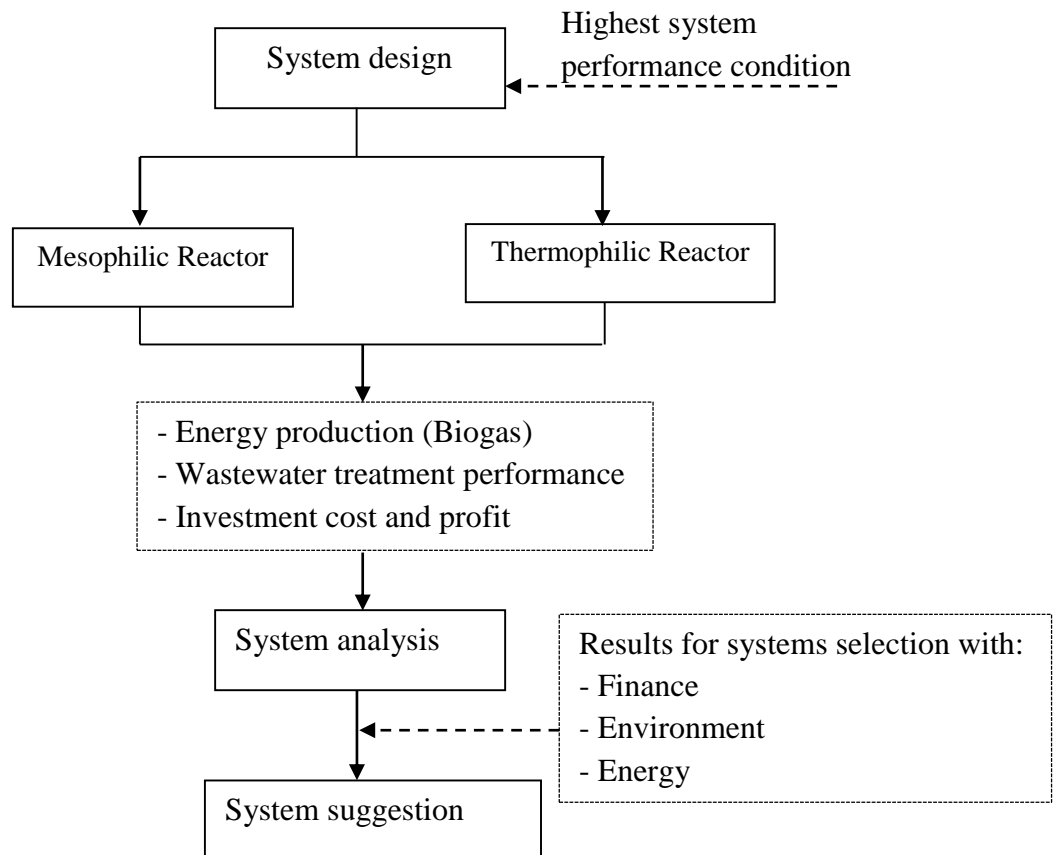 System design
Highest system
performance condition
Mesophilic Reactor
Thermophilic Reactor
- Energy production (Biogas)
- Wastewater treatment performance
- Investment cost and profit
System analysis
Results for systems selection with:
- Finance
- Environment
- Energy
System suggestion